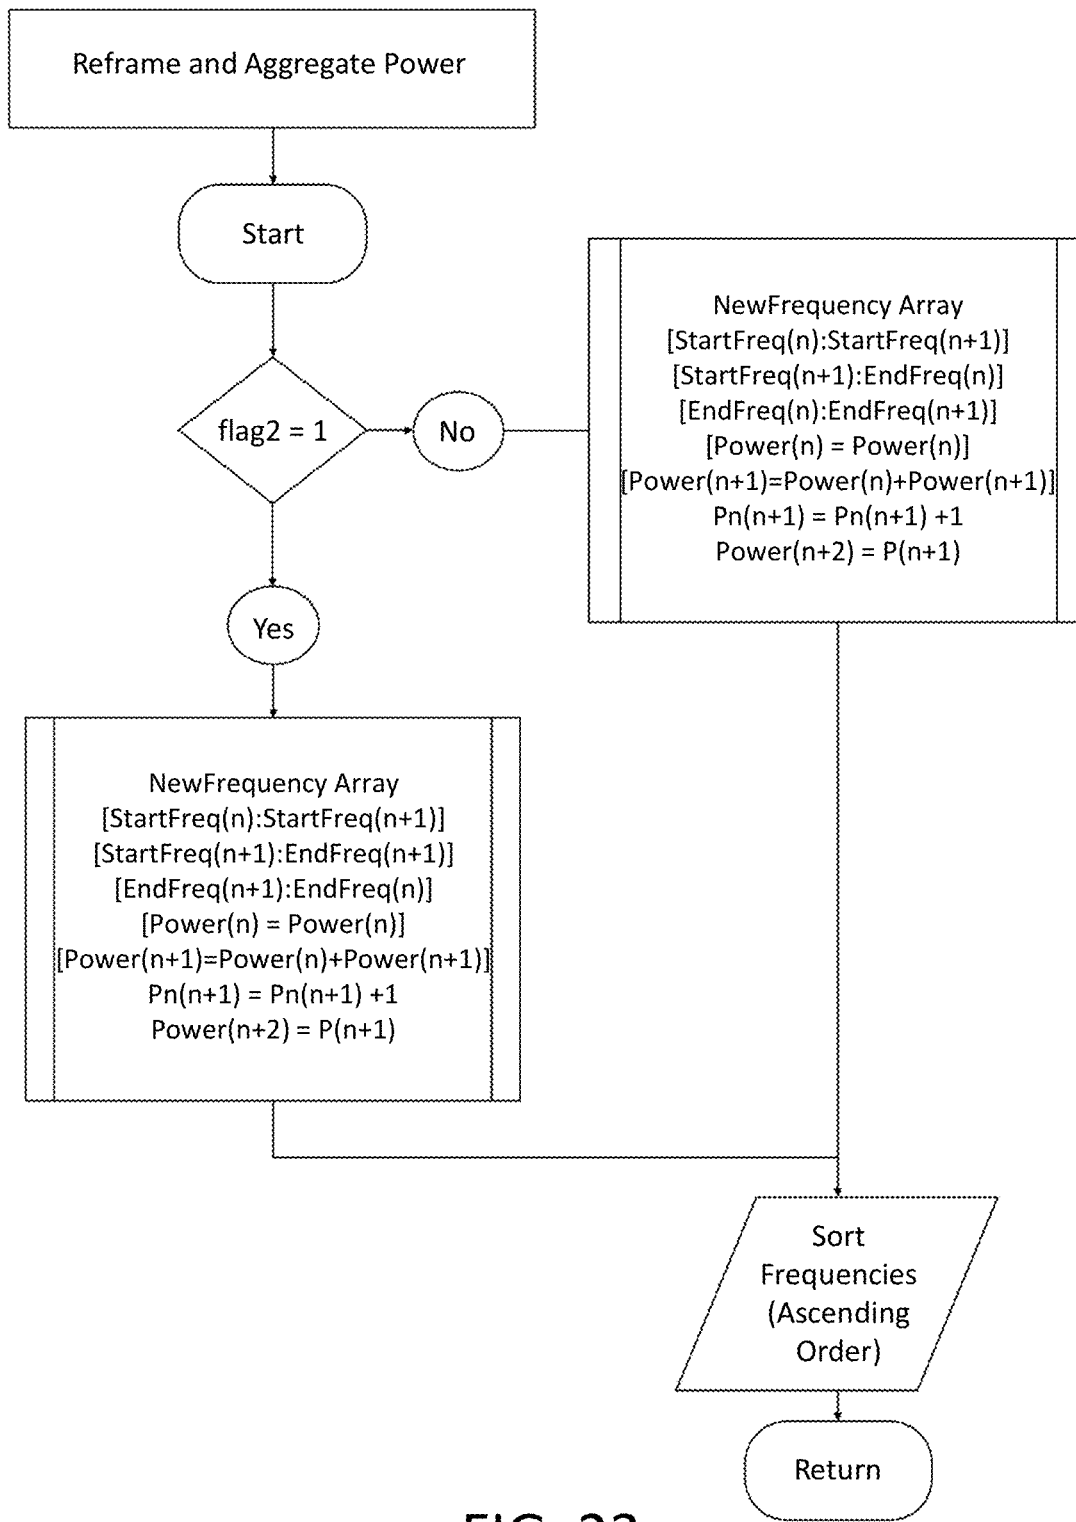 Reframe and Aggregate Power
Start
flag2 = 1
No
NewFrequency Array
[StartFreq(n):StartFreq(n+1)]
[StartFreq(n+1):EndFreq(n)]
[EndFreq(n):EndFreq(n+1)]
[Power(n) = Power(n)]
[Power(n+1)=Power(n)+Power(n+1)]
Pn(n+1) = Pn(n+1) +1
Power(n+2) = P(n+1)
Yes
NewFrequency Array
[StartFreq(n):StartFreq(n+1)]
[StartFreq(n+1):EndFreq(n+1)]
[EndFreq(n+1):EndFreq(n)]
[Power(n) = Power(n)]
[Power(n+1)=Power(n)+Power(n+1)]
Pn(n+1) = Pn(n+1) +1
Power(n+2) = P(n+1)
Sort
Frequencies
(Ascending
Order)
Return